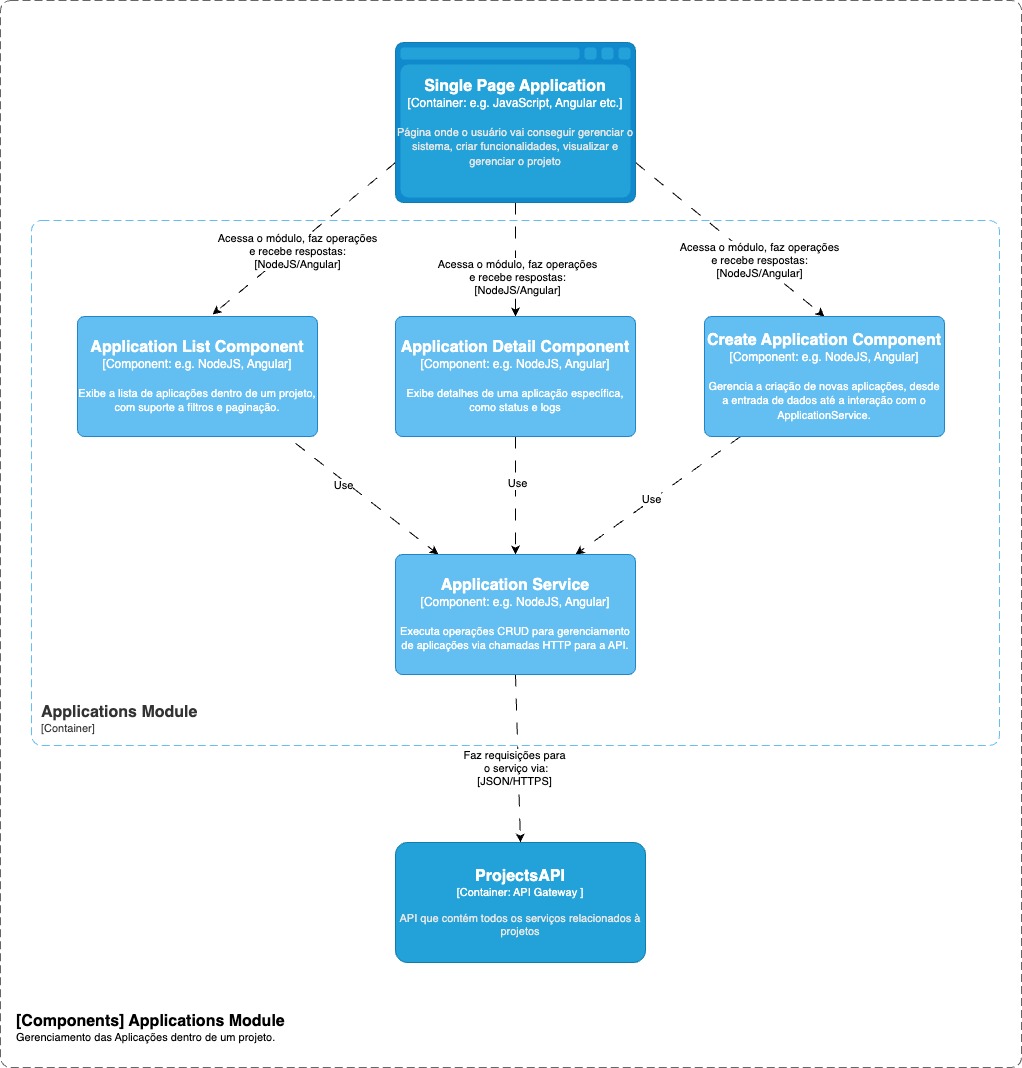 Single Page Application
[Container: e.g. JavaScript, Angular etc.]
Página onde o usuário vai conseguir gerenciar o
sistema, criar funcionalidades, visualizar e
gerenciar o projeto
Acessa o módulo, faz operações
e recebe respostas:
[NodeJS/Angular]
Acessa o módulo, faz operações
e recebe respostas:
[NodeJS/Angular]
Acessa o módulo, faz operações
e recebe respostas:
[NodeJS/Angular]
Application List Component
[Component: e.g. NodeJS, Angular]
Exibe a lista de aplicações dentro de um projeto,
com suporte a filtros e paginação.
Application Detail Component
[Component: e.g. NodeJS, Angular]
Exibe detalhes de uma aplicação específica,
como status e logs
Create Application Component
[Component: e.g. NodeJS, Angular]
Gerencia a criação de novas aplicações, desde
a entrada de dados até a interação com o
ApplicationService.
Use
Use
Use
Application Service
[Component: e.g. NodeJS, Angular]
Executa operações CRUD para gerenciamento
de aplicações via chamadas HTTP para a API.
Applications Module
[Container]
Faz requisições para
o serviço via:
[JSON/HTTPS]
ProjectsAPI
[Container: API Gateway ]
API que contém todos os serviços relacionados à
projetos
[Components] Applications Module
Gerenciamento das Aplicações dentro de um projeto.